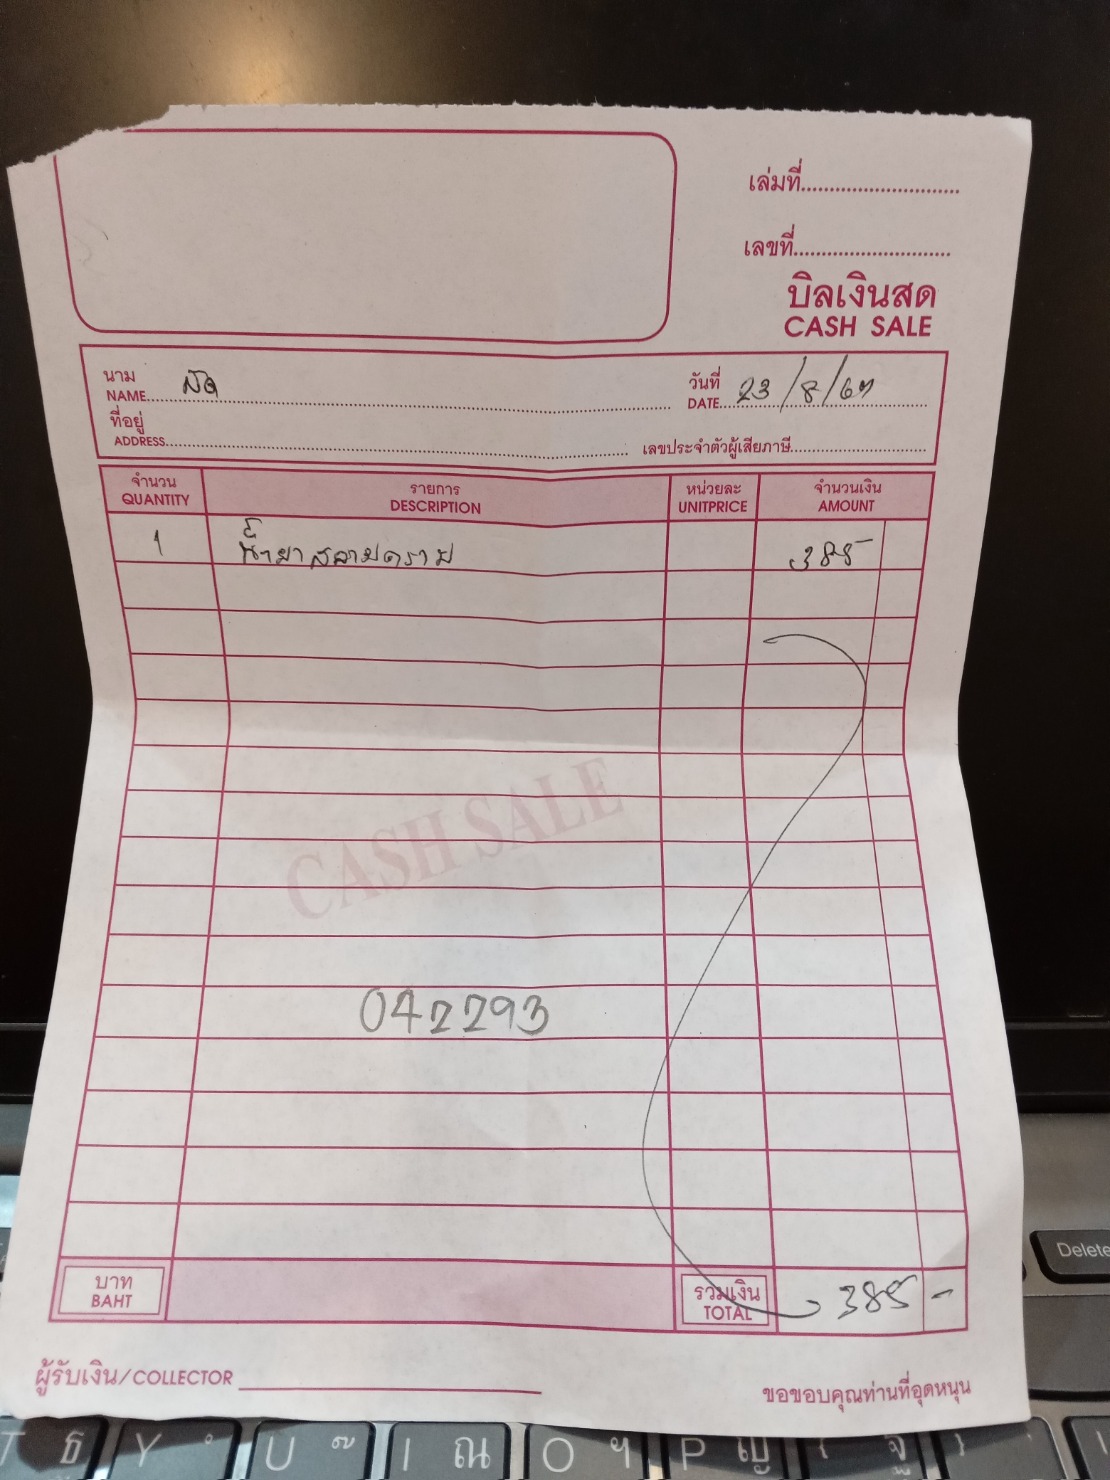 เล่มที่............................
เลขที่............................
บิลเงินสด
CASH SALE
นาม
NAME
สด
วันที่
DATE
23/8/67
ที่อยู่
ADDRESS
เลขประจำตัวผู้เสียภาษี
จำนวน รายการ หน่วยละ จำนวนเงิน
QUANTITY DESCRIPTION UNITPRICE AMOUNT
1 น้ำยาสลายคราบ 385-
CASH SALE
042293
บาท
BAHT
รวมเงิน
TOTAL
385 -
ผู้รับเงิน/COLLECTOR
ขอขอบคุณท่านที่อุดหนุน
Delete
T ธ Y U I ณ O ฯ P ญ